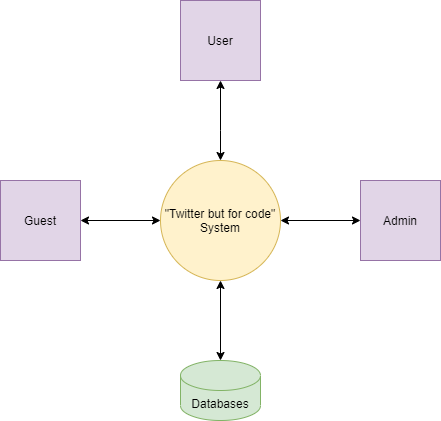 User
Guest
"Twitter but for code"
System
Admin
Databases